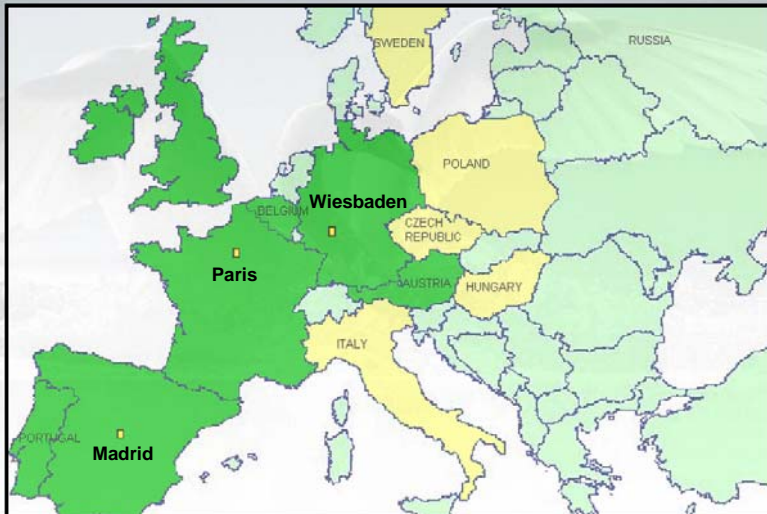 SWEDEN
RUSSIA
POLAND
Wiesbaden
BELGIUM
CZECH
REPUBLIC
Paris
AUSTRIA
HUNGARY
ITALY
PORTUGAL
Madrid